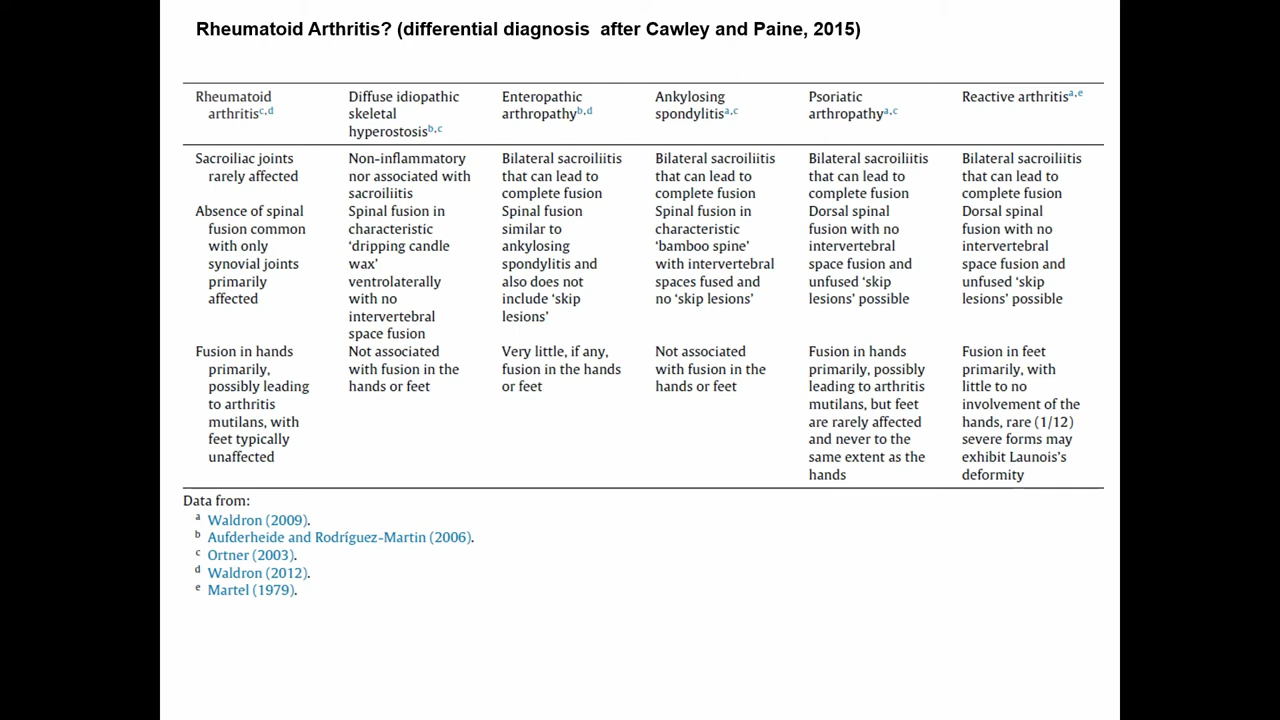 Rheumatoid Arthritis? (differential diagnosis after Cawley and Paine, 2015)
Rheumatoid
arthritisc,d
Diffuse idiopathic
skeletal
hyperostosisb,c
Enteropathic
arthropathyb,d
Ankylosing
spondylitisa,c
Psoriatic
arthropathya,c
Reactive arthritisa,e
Sacroiliac joints
rarely affected
Non-inflammatory
nor associated with
sacroiliitis
Bilateral sacroiliitis
that can lead to
complete fusion
Bilateral sacroiliitis
that can lead to
complete fusion
Bilateral sacroiliitis
that can lead to
complete fusion
Bilateral sacroiliitis
that can lead to
complete fusion
Absence of spinal
fusion common
with only
synovial joints
primarily
affected
Spinal fusion in
characteristic
‘dripping candle
wax’
ventrolaterally
with no
intervertebral
space fusion
Spinal fusion
similar to
ankylosing
spondylitis and
also does not
include ‘skip
lesions’
Spinal fusion in
characteristic
‘bamboo spine’
with intervertebral
spaces fused and
no ‘skip lesions’
Dorsal spinal
fusion with no
intervertebral
space fusion and
unfused ‘skip
lesions’ possible
Dorsal spinal
fusion with no
intervertebral
space fusion and
unfused ‘skip
lesions’ possible
Fusion in hands
primarily,
possibly leading
to arthritis
mutilans, with
feet typically
unaffected
Not associated
with fusion in the
hands or feet
Very little, if any,
fusion in the hands
or feet
Not associated
with fusion in the
hands or feet
Fusion in hands
primarily, possibly
leading to arthritis
mutilans, but feet
are rarely affected
and never to the
same extent as the
hands
Fusion in feet
primarily, with
little to no
involvement of the
hands, rare (1/12)
severe forms may
exhibit Launois’s
deformity
Data from:
a Waldron (2009).
b Aufderheide and Rodríguez-Martin (2006).
c Ortner (2003).
d Waldron (2012).
e Martel (1979).